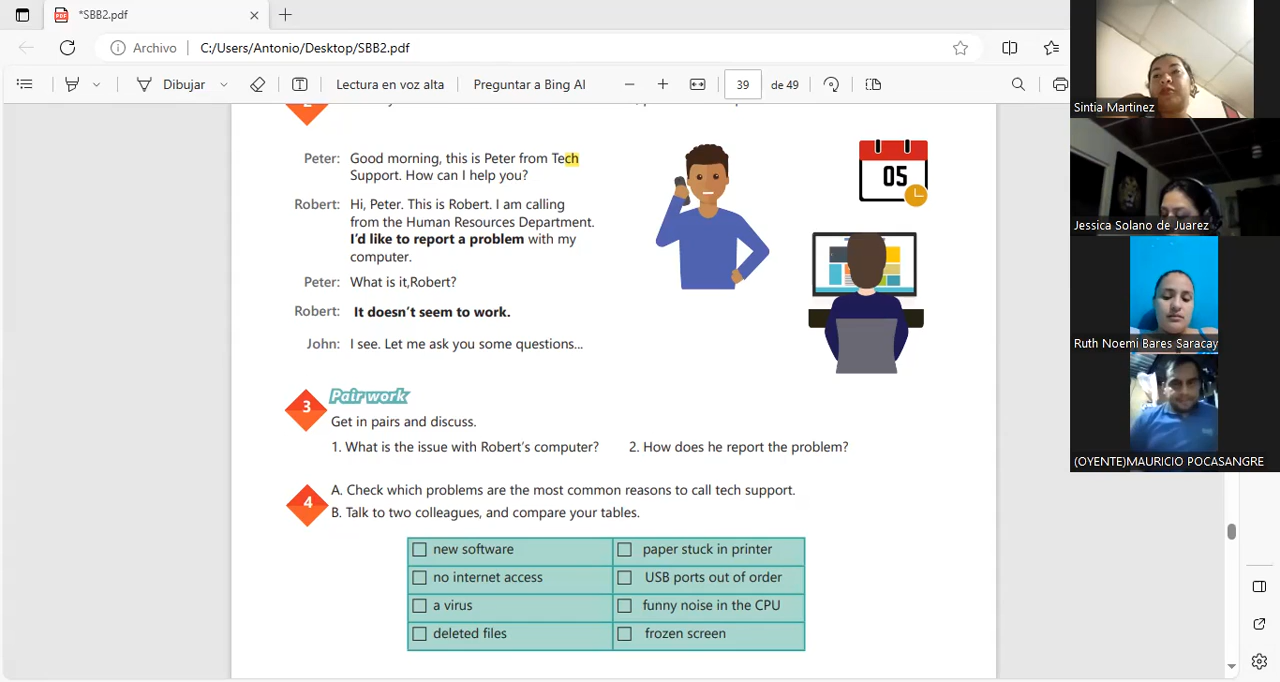 *SBB2.pdf
Archivo C:/Users/Antonio/Desktop/SBB2.pdf
Dibujar Lectura en voz alta Preguntar a Bing AI 39 de 49
Peter: Good morning, this is Peter from Tech
Support. How can I help you?
Robert: Hi, Peter. This is Robert. I am calling
from the Human Resources Department.
I'd like to report a problem with my
computer.
Peter: What is it,Robert?
Robert: It doesn't seem to work.
John: I see. Let me ask you some questions...
05
3 Pair work
Get in pairs and discuss.
1. What is the issue with Robert's computer? 2. How does he report the problem?
4 A. Check which problems are the most common reasons to call tech support.
B. Talk to two colleagues, and compare your tables.
new software paper stuck in printer
no internet access USB ports out of order
a virus funny noise in the CPU
deleted files frozen screen
Sintia Martinez
Jessica Solano de Juarez
Ruth Noemi Bares Saracay
(OYENTE)MAURICIO POCASANGRE